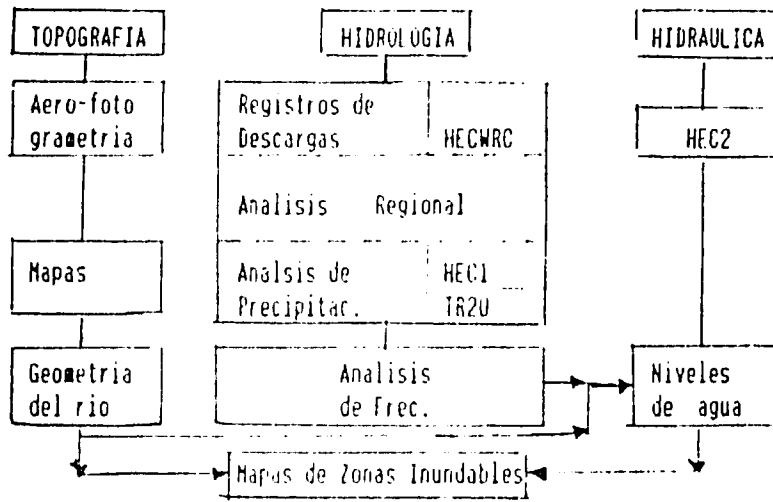 TOPOGRAFIA
HIDROLOGIA
HIDRAULICA
Aero-foto
grametria
Registros de
Descargas
HECWRC
HEC2
Analisis Regional
Mapas
Analsis de
Precipitac.
HEC1
TR20
Geometria
del rio
Analisis
de Frec.
Niveles
de agua
Mapas de Zonas Inundables